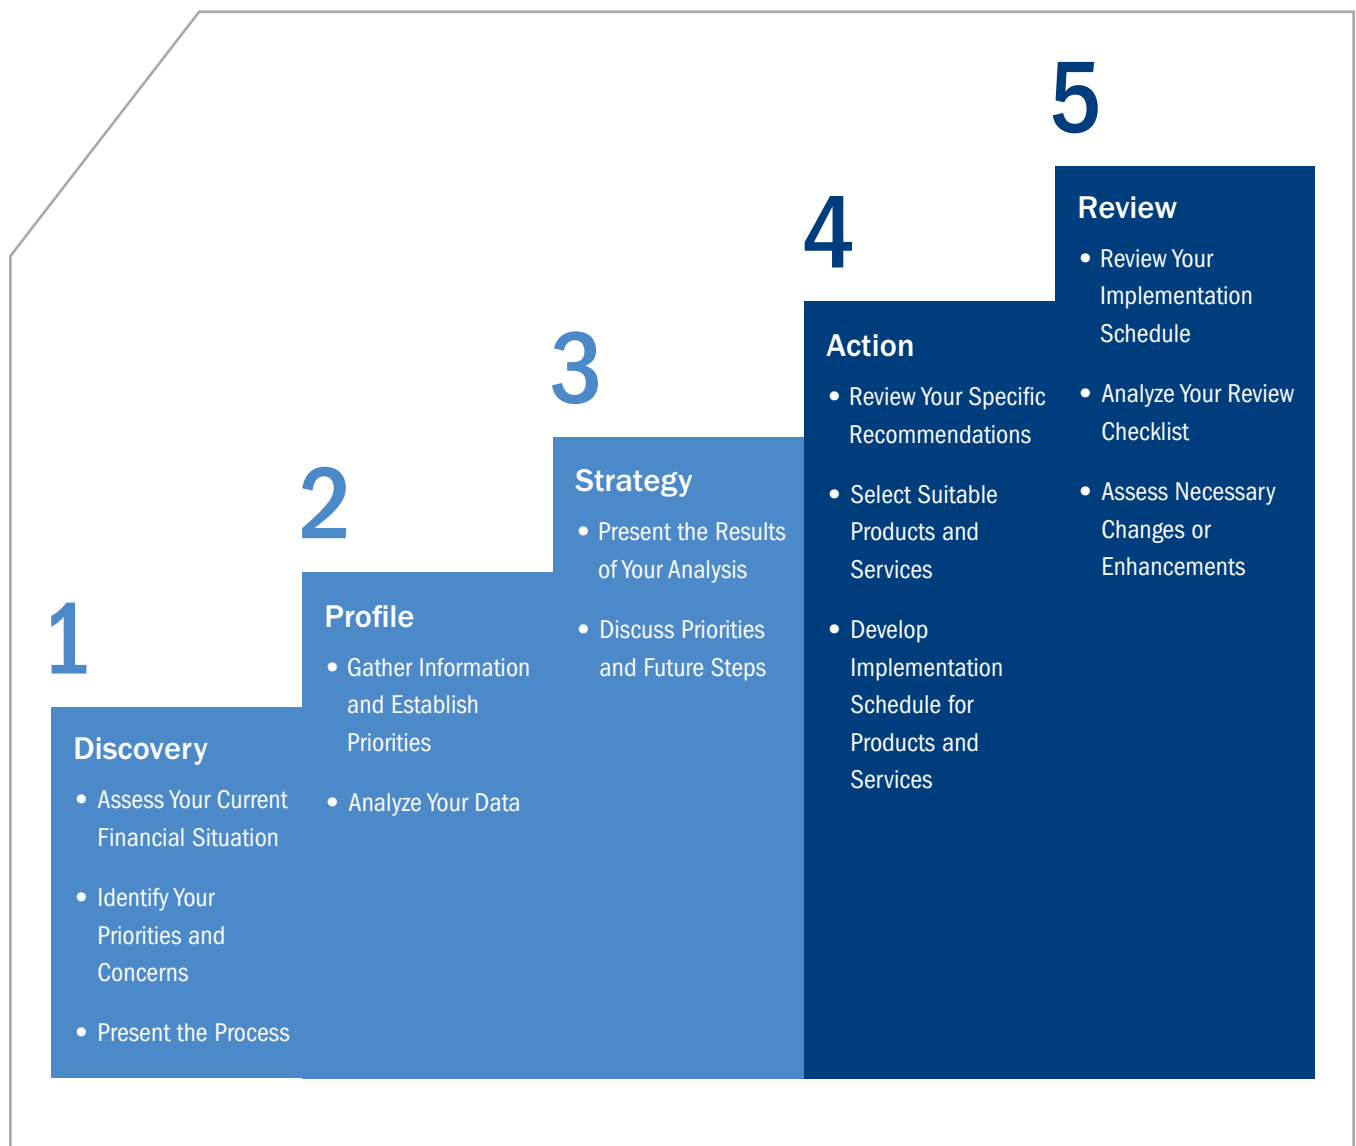 1
Discovery
• Assess Your Current
Financial Situation
• Identify Your
Priorities and
Concerns
• Present the Process
2
Profile
• Gather Information
and Establish
Priorities
• Analyze Your Data
3
Strategy
• Present the Results
of Your Analysis
• Discuss Priorities
and Future Steps
4
Action
• Review Your Specific
Recommendations
• Select Suitable
Products and
Services
• Develop
Implementation
Schedule for
Products and
Services
5
Review
• Review Your
Implementation
Schedule
• Analyze Your Review
Checklist
• Assess Necessary
Changes or
Enhancements